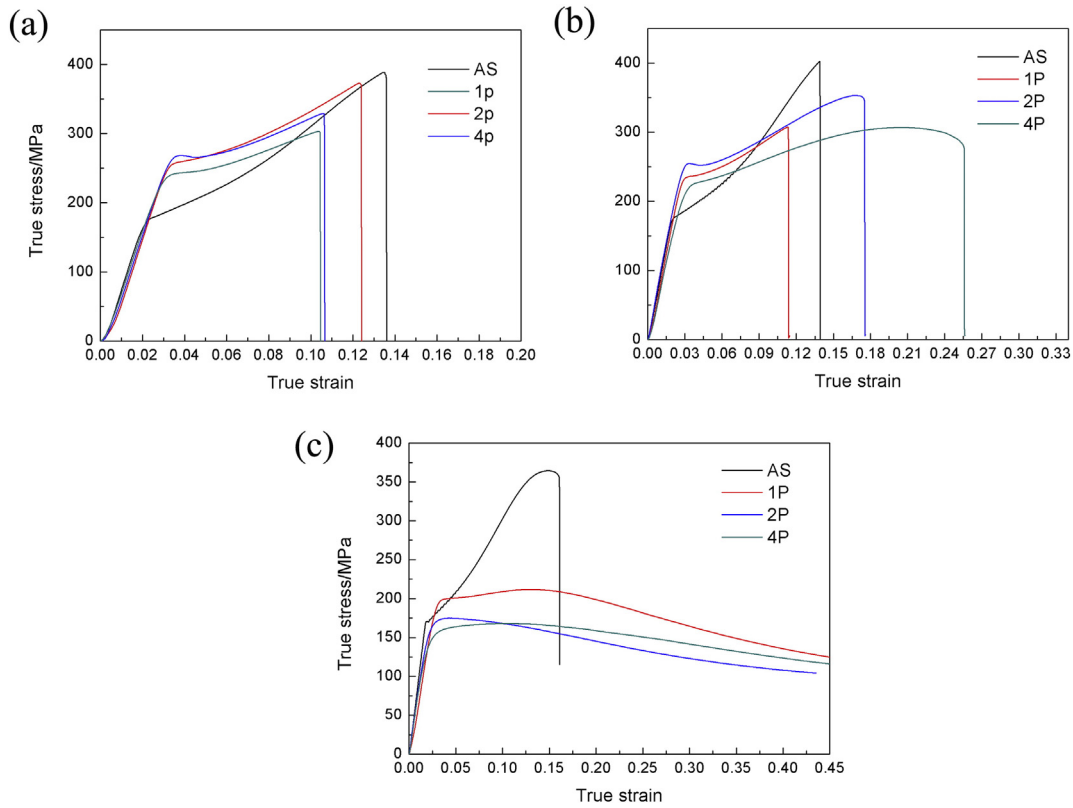 (a)
400
300
200
100
0
True stress/MPa
AS
1p
2p
4p
0.00 0.02 0.04 0.06 0.08 0.10 0.12 0.14 0.16 0.18 0.20
True strain
(b)
400
300
200
100
0
True stress/MPa
AS
1P
2P
4P
0.00 0.03 0.06 0.09 0.12 0.15 0.18 0.21 0.24 0.27 0.30 0.33
True strain
(c)
400
350
300
250
200
150
100
50
0
True stress/MPa
AS
1P
2P
4P
0.00 0.05 0.10 0.15 0.20 0.25 0.30 0.35 0.40 0.45
True strain